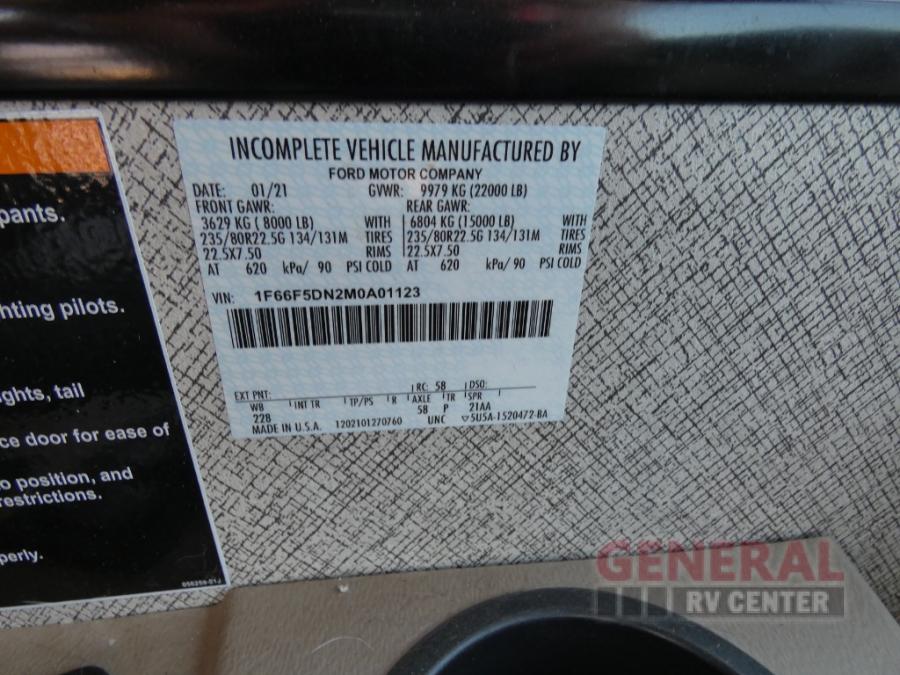 pants.
hting pilots.
ghts, tail
ce door for ease of
o position, and
restrictions.
perly.
INCOMPLETE VEHICLE MANUFACTURED BY
FORD MOTOR COMPANY
DATE: 01/21 GVWR: 9979 KG (22000 LB)
FRONT GAWR: REAR GAWR:
3629 KG ( 8000 LB) WITH 6804 KG (15000 LB) WITH
235/80R22.5G 134/131M TIRES 235/80R22.5G 134/131M TIRES
22.5X7.50 RIMS 22.5X7.50 RIMS
AT 620 kPa/ 90 PSI COLD AT 620 kPa/ 90 PSI COLD
VIN: 1F66F5DN2M0A01123
EXT PNT: RC: 58 DSO:
WB INT TR TP/PS R AXLE TR SPR
228 58 P 21AA
MADE IN U.S.A. 1202101270760 UNC 5U5A-1520472-BA
GENERAL
RV CENTER